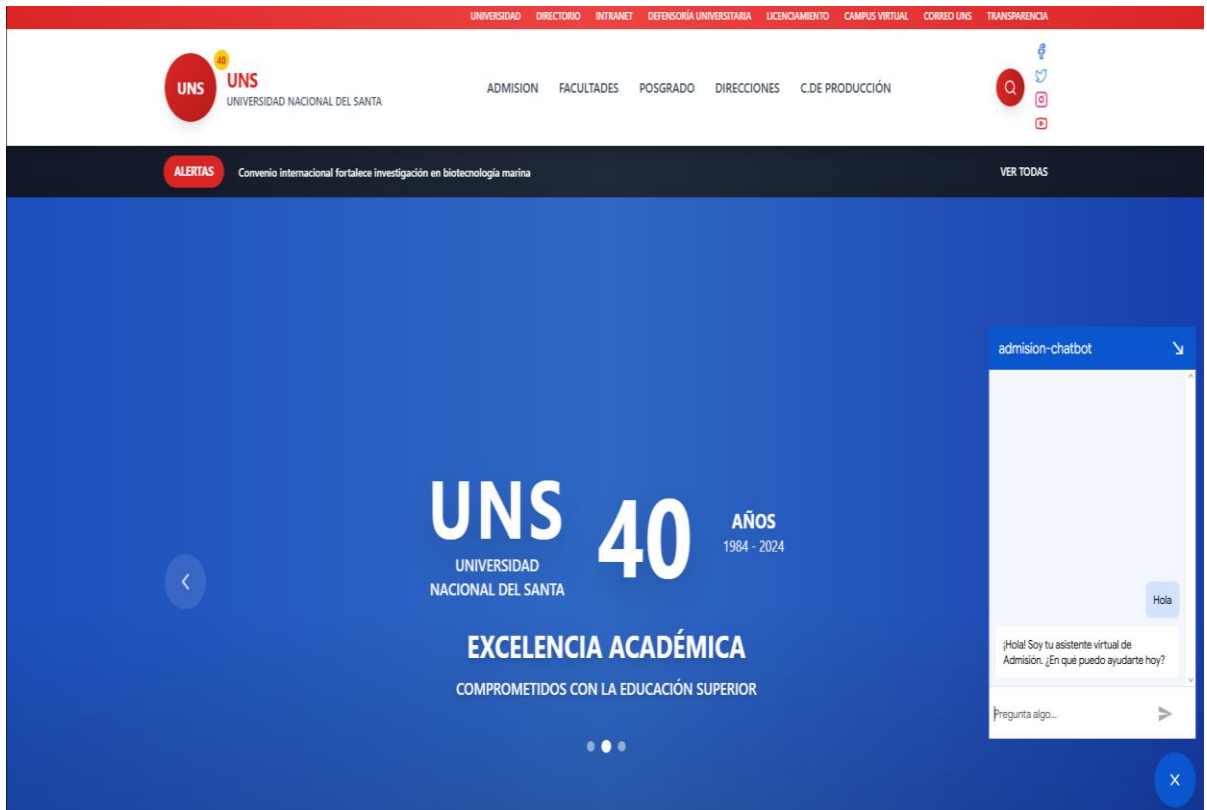 UNIVERSIDAD DIRECTORIO INTRANET DEFENSORÍA UNIVERSITARIA LICENCIAMIENTO CAMPUS VIRTUAL CORREO UNS TRANSPARENCIA
40
UNS
UNS
UNIVERSIDAD NACIONAL DEL SANTA
ADMISION FACULTADES POSGRADO DIRECCIONES C.DE PRODUCCIÓN
ALERTAS Convenio internacional fortalece investigación en biotecnología marina VER TODAS
UNS
UNIVERSIDAD
NACIONAL DEL SANTA
40
AÑOS
1984 - 2024
EXCELENCIA ACADÉMICA
COMPROMETIDOS CON LA EDUCACIÓN SUPERIOR
admision-chatbot
Hola
¡Hola! Soy tu asistente virtual de
Admisión. ¿En qué puedo ayudarte hoy?
Pregunta algo...